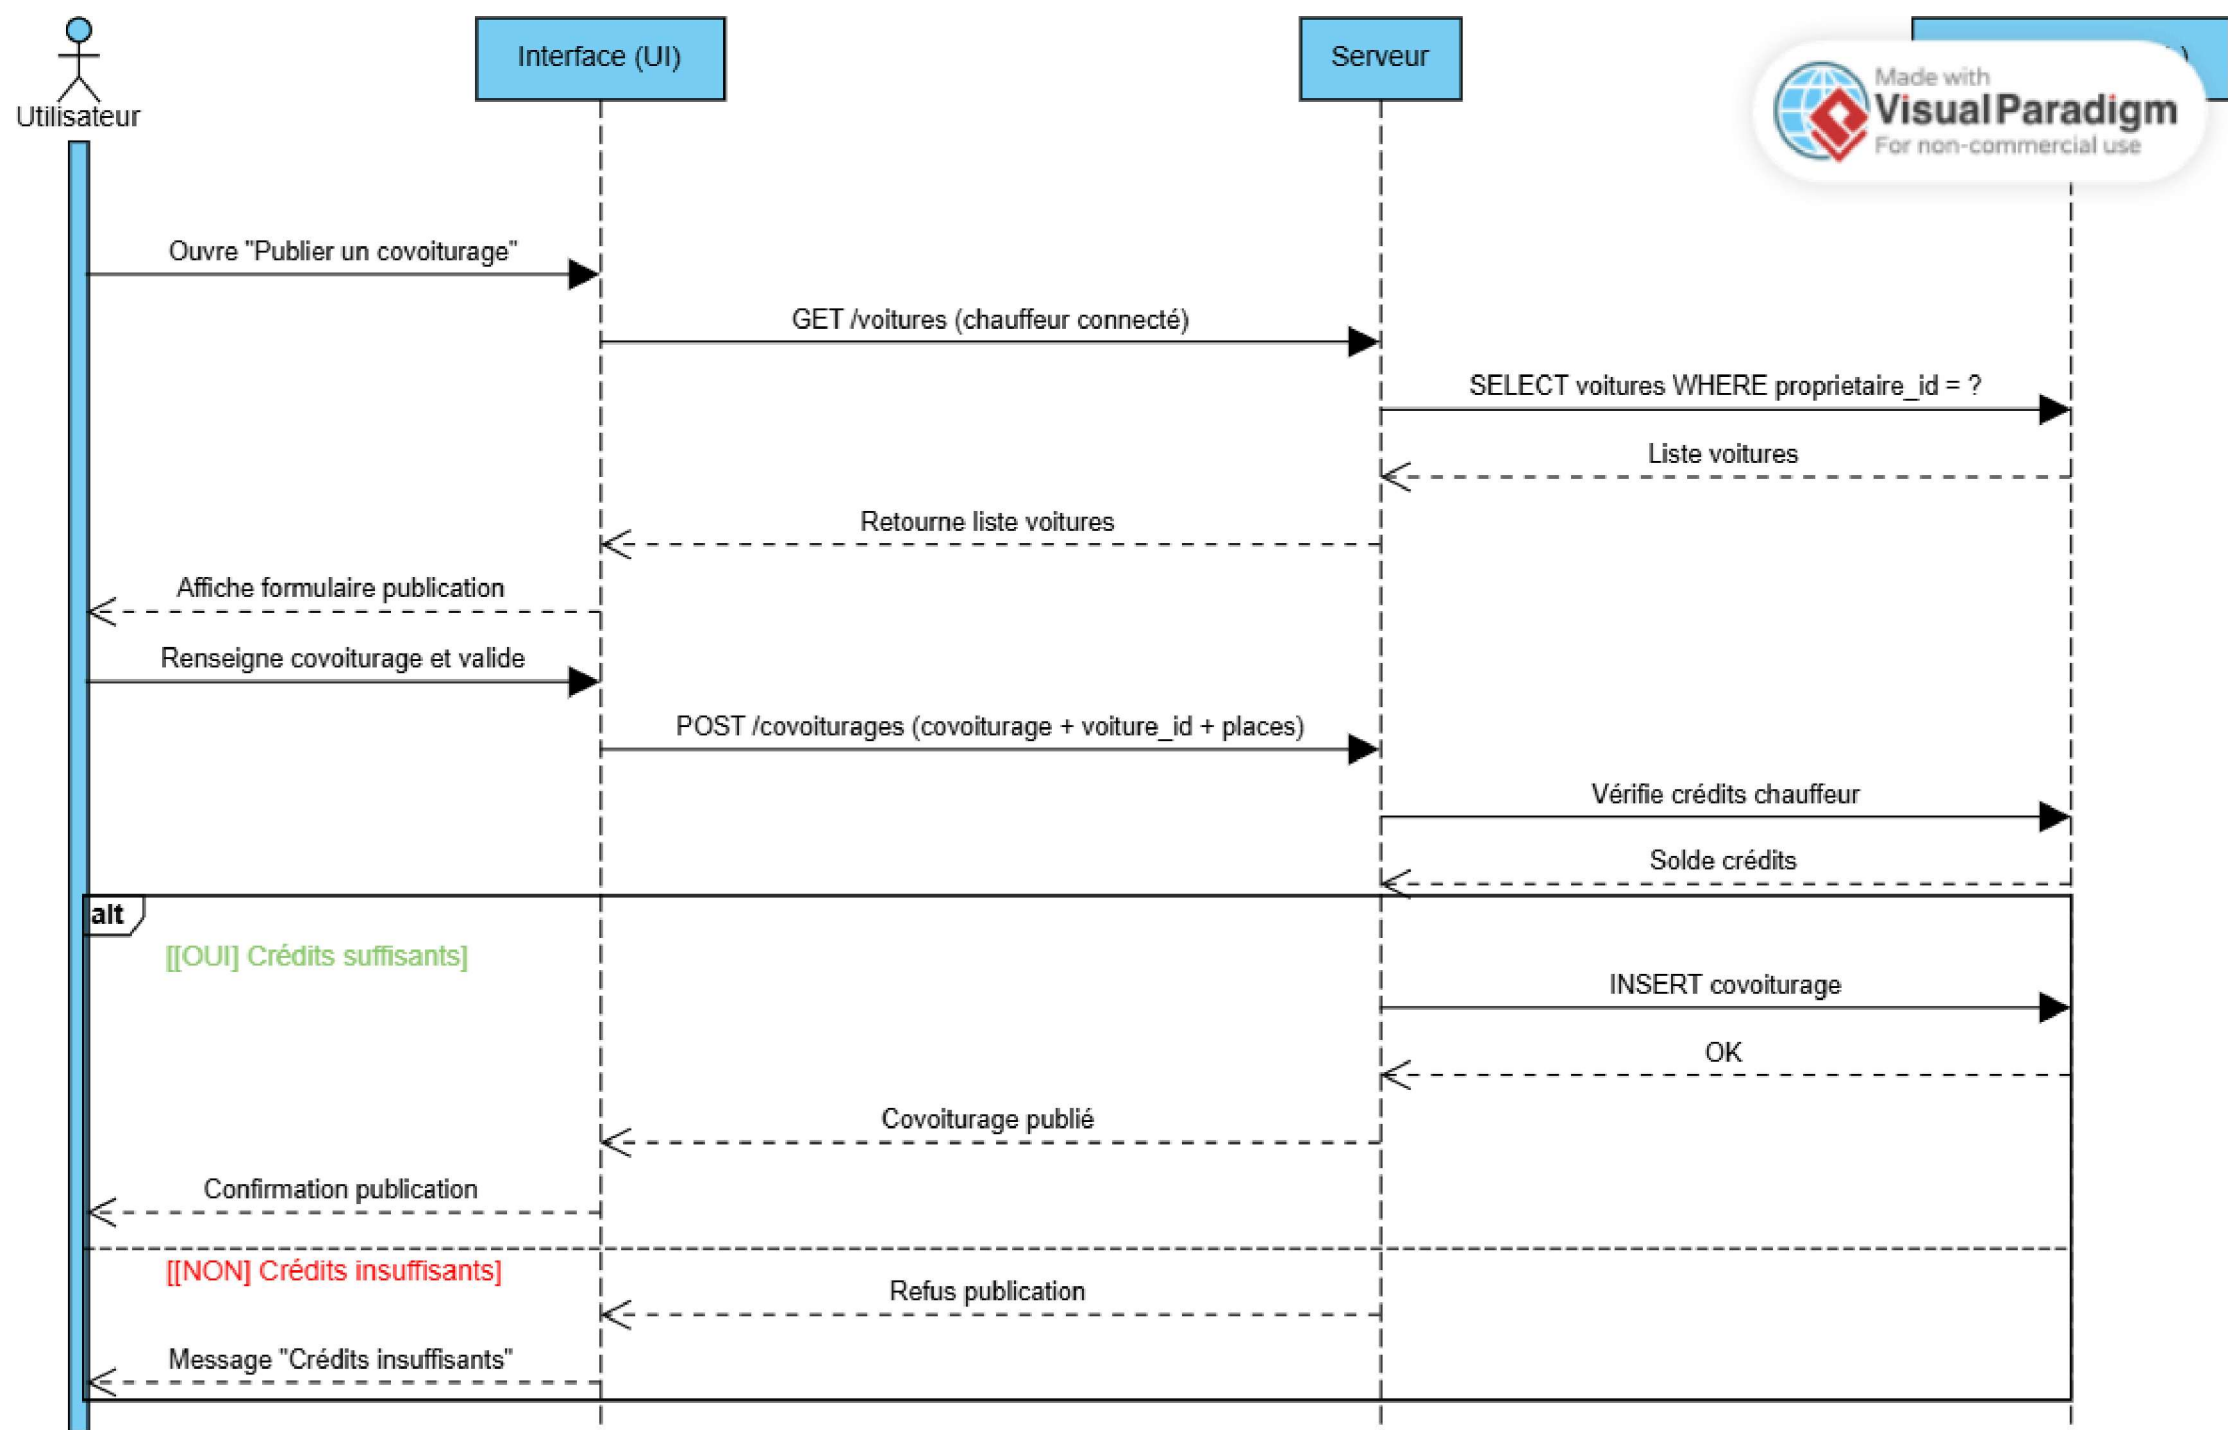 Utilisateur
Interface (UI)
Serveur
)
Made with
Visual Paradigm
For non-commercial use
Ouvre "Publier un covoiturage"
GET /voitures (chauffeur connecté)
SELECT voitures WHERE proprietaire_id = ?
Liste voitures
Retourne liste voitures
Affiche formulaire publication
Renseigne covoiturage et valide
POST /covoiturages (covoiturage + voiture_id + places)
Vérifie crédits chauffeur
Solde crédits
alt
[[OUI] Crédits suffisants]
INSERT covoiturage
OK
Covoiturage publié
Confirmation publication
[[NON] Crédits insuffisants]
Refus publication
Message "Crédits insuffisants"